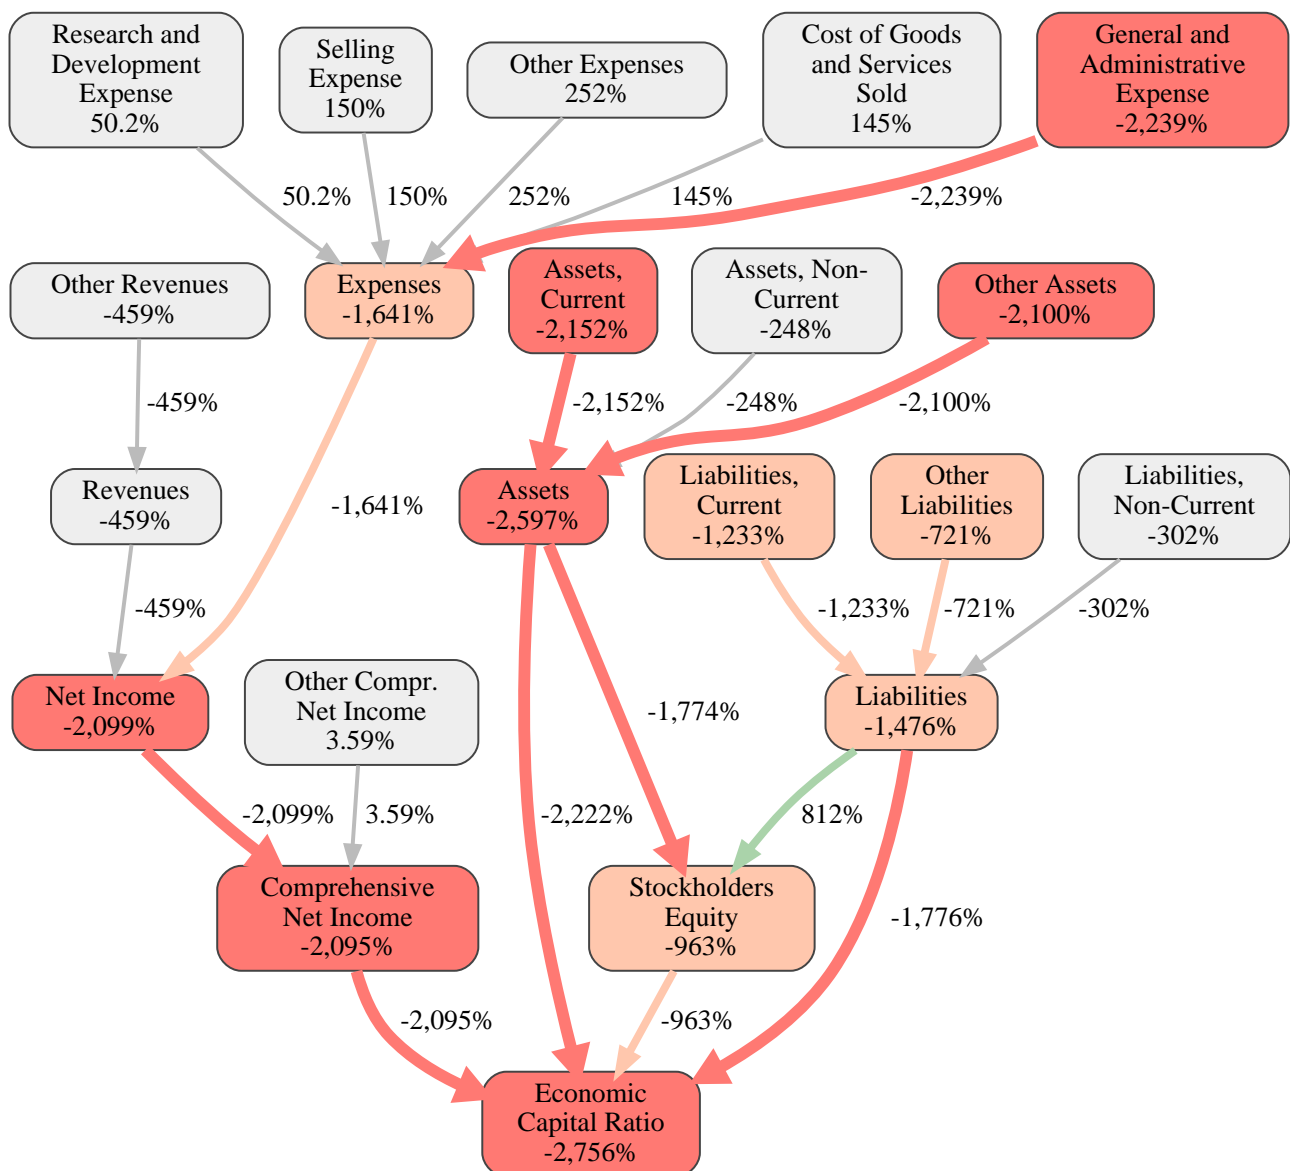 Research and
Development
Expense
50.2%
Selling
Expense
150%
Other Expenses
252%
Cost of Goods
and Services
Sold
145%
General and
Administrative
Expense
-2,239%
50.2%
150%
252%
145%
-2,239%
Other Revenues
-459%
Expenses
-1,641%
Assets,
Current
-2,152%
Assets, Non-
Current
-248%
Other Assets
-2,100%
-459%
-2,152%
-248%
-2,100%
Revenues
-459%
-1,641%
Assets
-2,597%
Liabilities,
Current
-1,233%
Other
Liabilities
-721%
Liabilities,
Non-Current
-302%
-459%
-1,233%
-721%
-302%
Net Income
-2,099%
Other Compr.
Net Income
3.59%
-1,774%
Liabilities
-1,476%
-2,099%
3.59%
-2,222%
812%
Comprehensive
Net Income
-2,095%
Stockholders
Equity
-963%
-1,776%
-2,095%
-963%
Economic
Capital Ratio
-2,756%